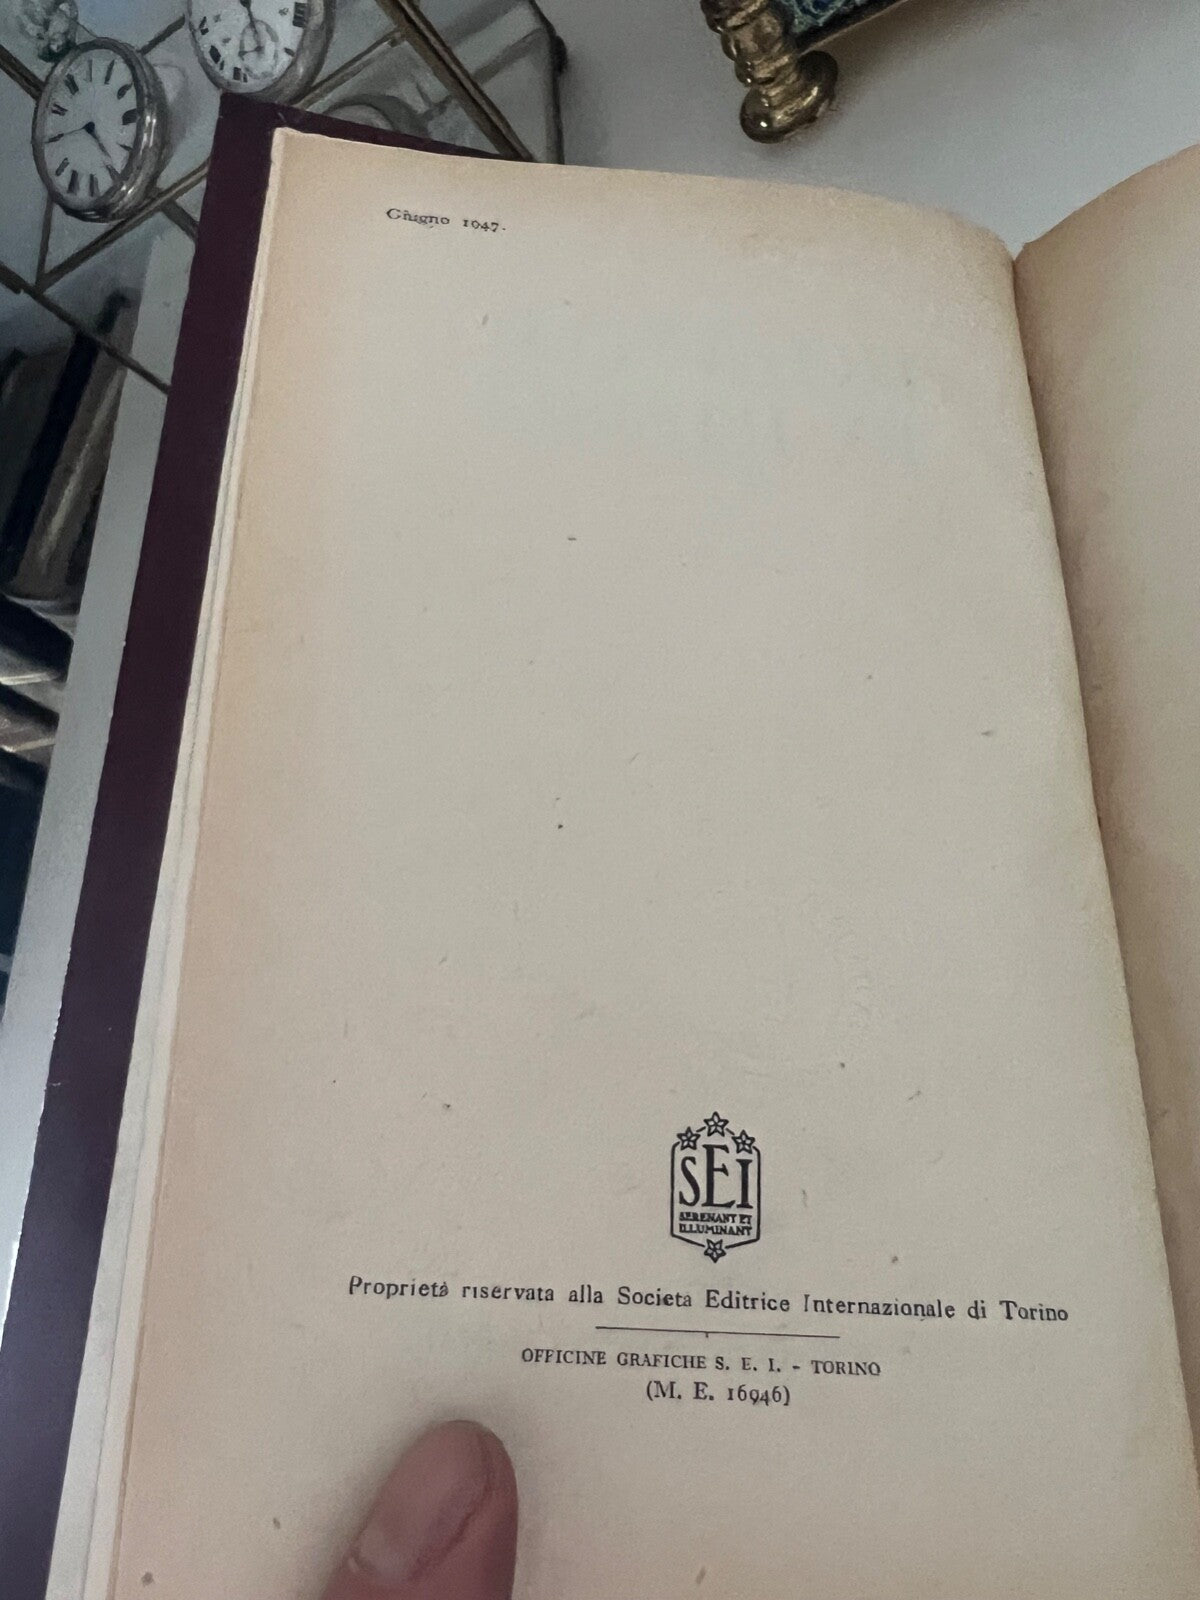 Giugno 1947.
SEI
SERENANT ET
ILLUMINANT
Proprietà riservata alla Società Editrice Internazionale di Torino
OFFICINE GRAFICHE S. E. I. - TORINO
(M. E. 16946)